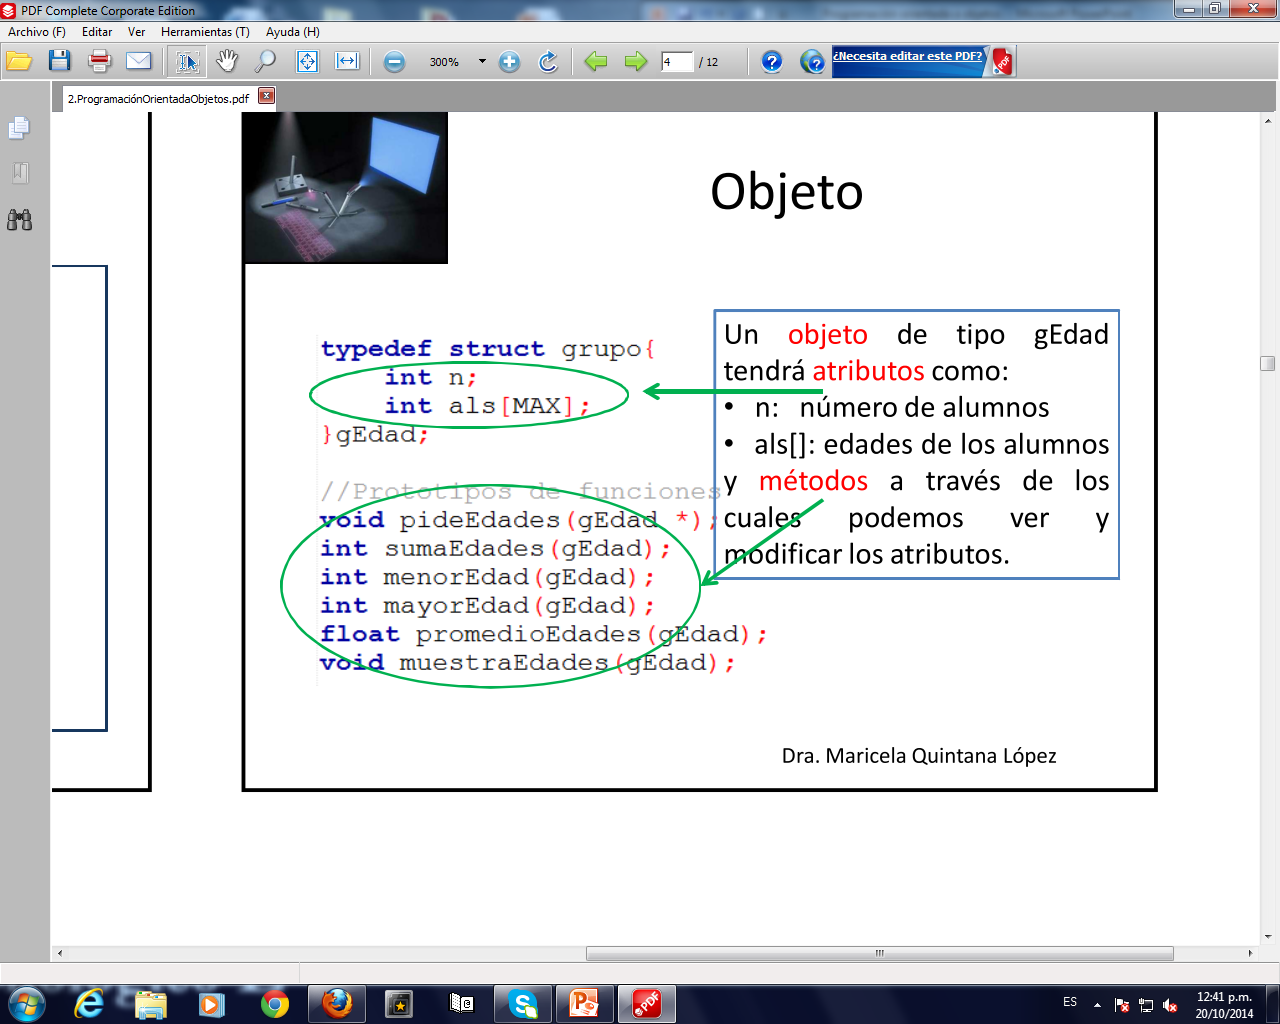 PDF Complete Corporate Edition
Archivo (F) Editar Ver Herramientas (T) Ayuda (H)
300% 4 / 12 ¿Necesita editar este PDF?
2.ProgramaciónOrientadaObjetos.pdf
Objeto
typedef struct grupo{
int n;
int als[MAX];
}gEdad;
//Prototipos de funciones
void pideEdades(gEdad *);
int sumaEdades(gEdad);
int menorEdad(gEdad);
int mayorEdad(gEdad);
float promedioEdades(gEdad);
void muestraEdades(gEdad);
Un objeto de tipo gEdad
tendrá atributos como:
• n: número de alumnos
• als[]: edades de los alumnos
y métodos a través de los
cuales podemos ver y
modificar los atributos.
Dra. Maricela Quintana López
ES
12:41 p.m.
20/10/2014